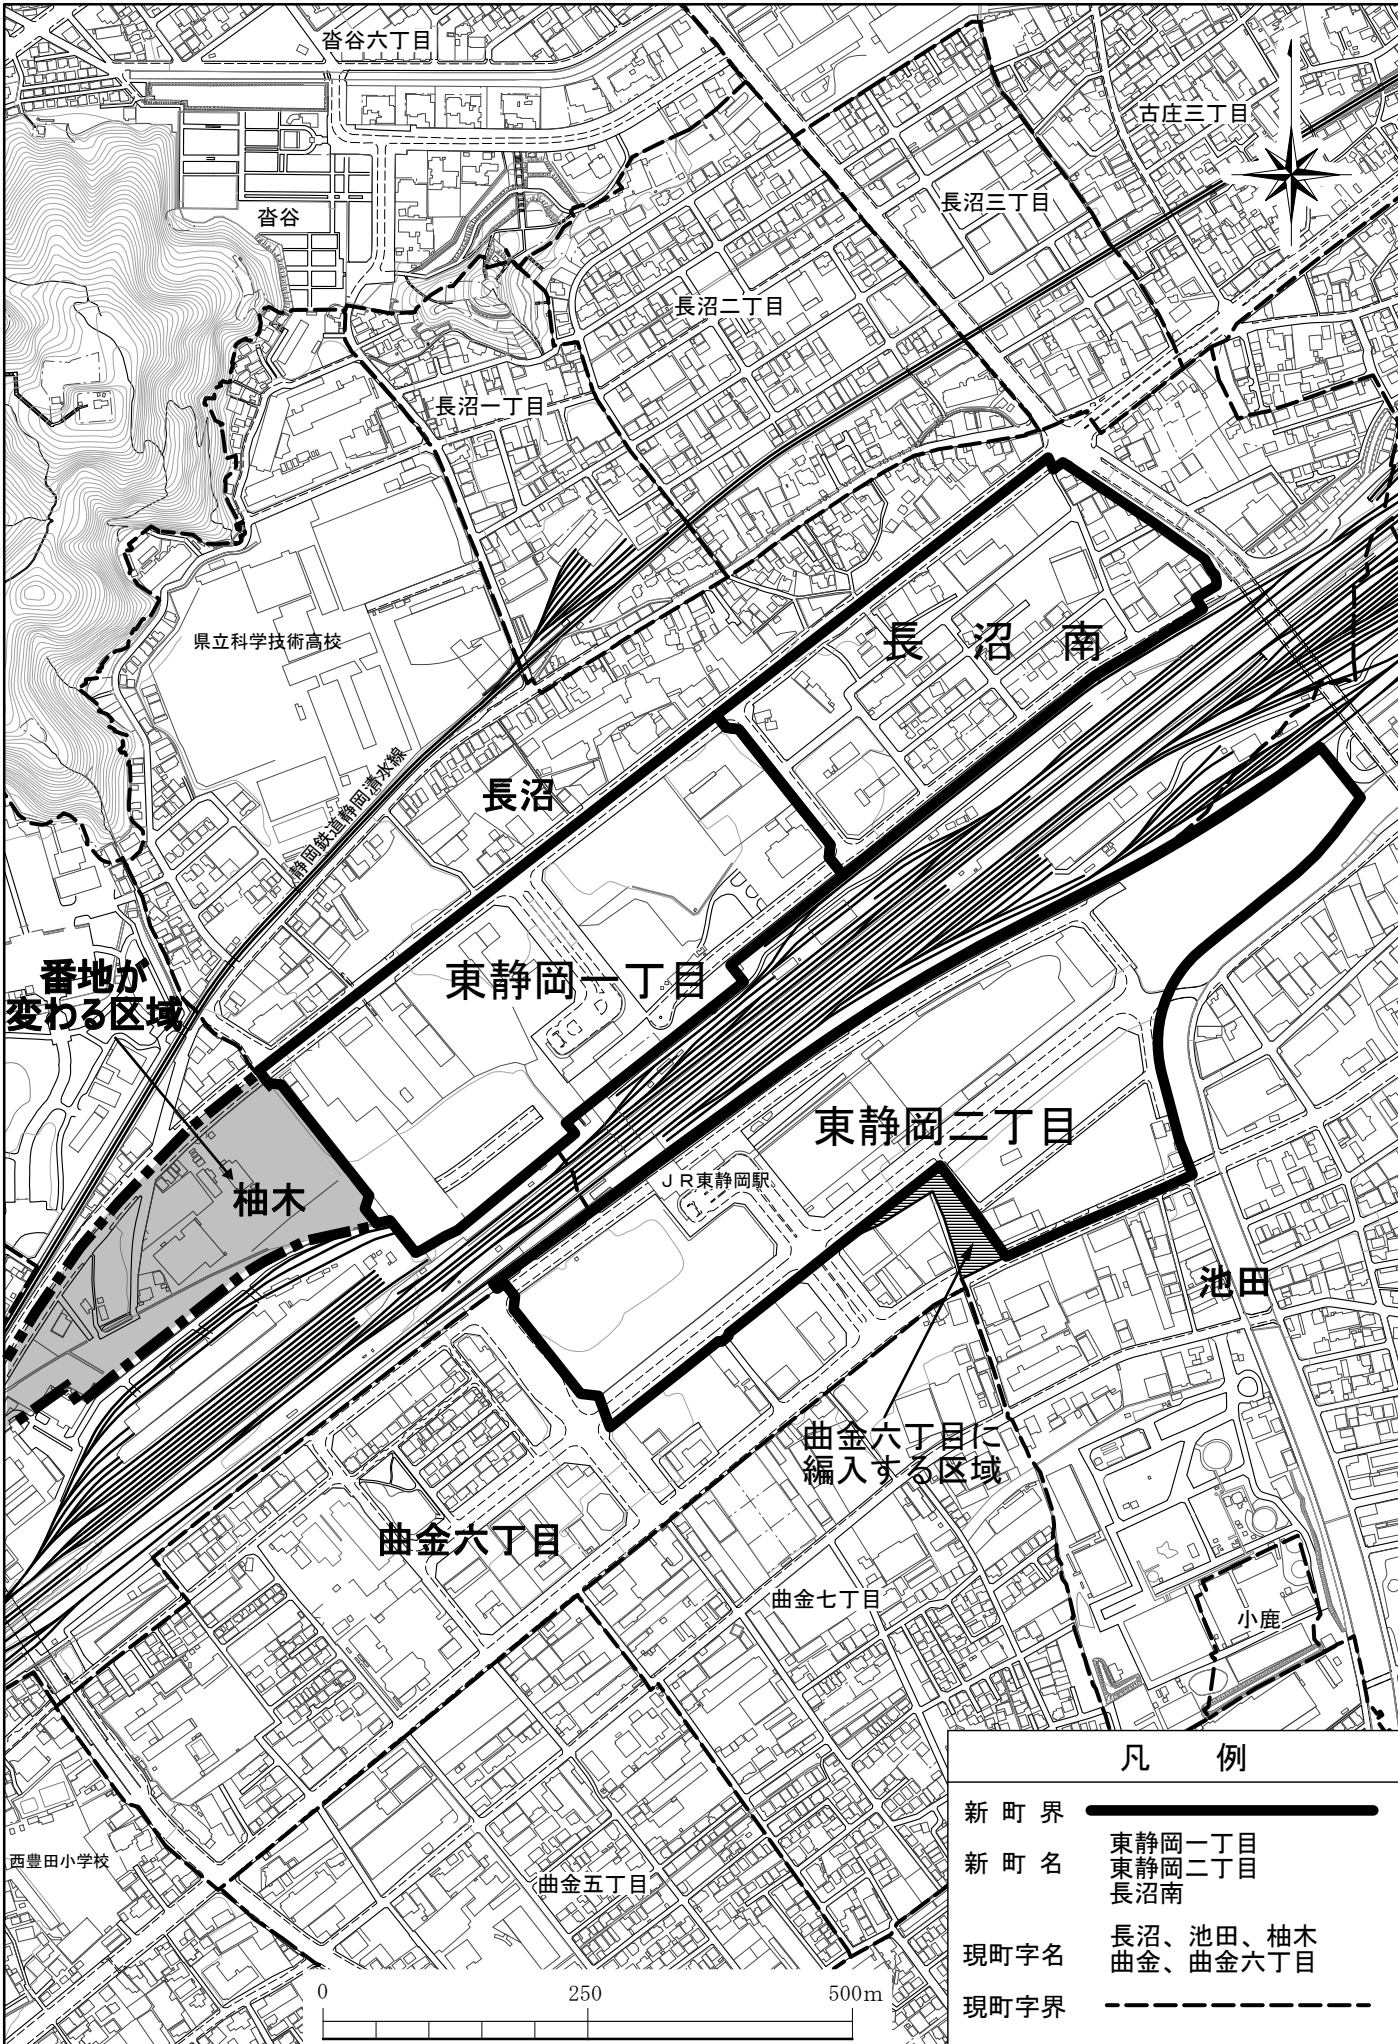 沓谷六丁目
古庄三丁目
長沼三丁目
沓谷
長沼二丁目
長沼一丁目
県立科学技術高校
長沼南
静岡鉄道静岡清水線
長沼
番地が
変わる区域
東静岡一丁目
東静岡二丁目
JR東静岡駅
柚木
池田
曲金六丁目に
編入する区域
曲金六丁目
曲金七丁目
小鹿
西豊田小学校
曲金五丁目
凡例
新町界
新町名
東静岡一丁目
東静岡二丁目
長沼南
現町字名
長沼、池田、柚木
曲金、曲金六丁目
現町字界
0 250 500m